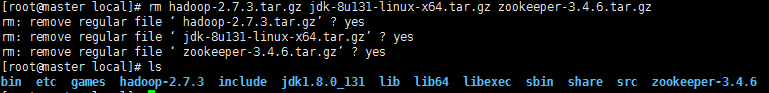 [root@master local]# rm hadoop-2.7.3.tar.gz jdk-8u131-linux-x64.tar.gz zookeeper-3.4.6.tar.gz
rm: remove regular file ‘ hadoop-2.7.3.tar.gz’ ? yes
rm: remove regular file ‘ jdk-8u131-linux-x64.tar.gz’ ? yes
rm: remove regular file ‘ zookeeper-3.4.6.tar.gz’ ? yes
[root@master local]# ls
bin etc games hadoop-2.7.3 include jdk1.8.0_131 lib lib64 libexec sbin share src zookeeper-3.4.6
[root@master local]#